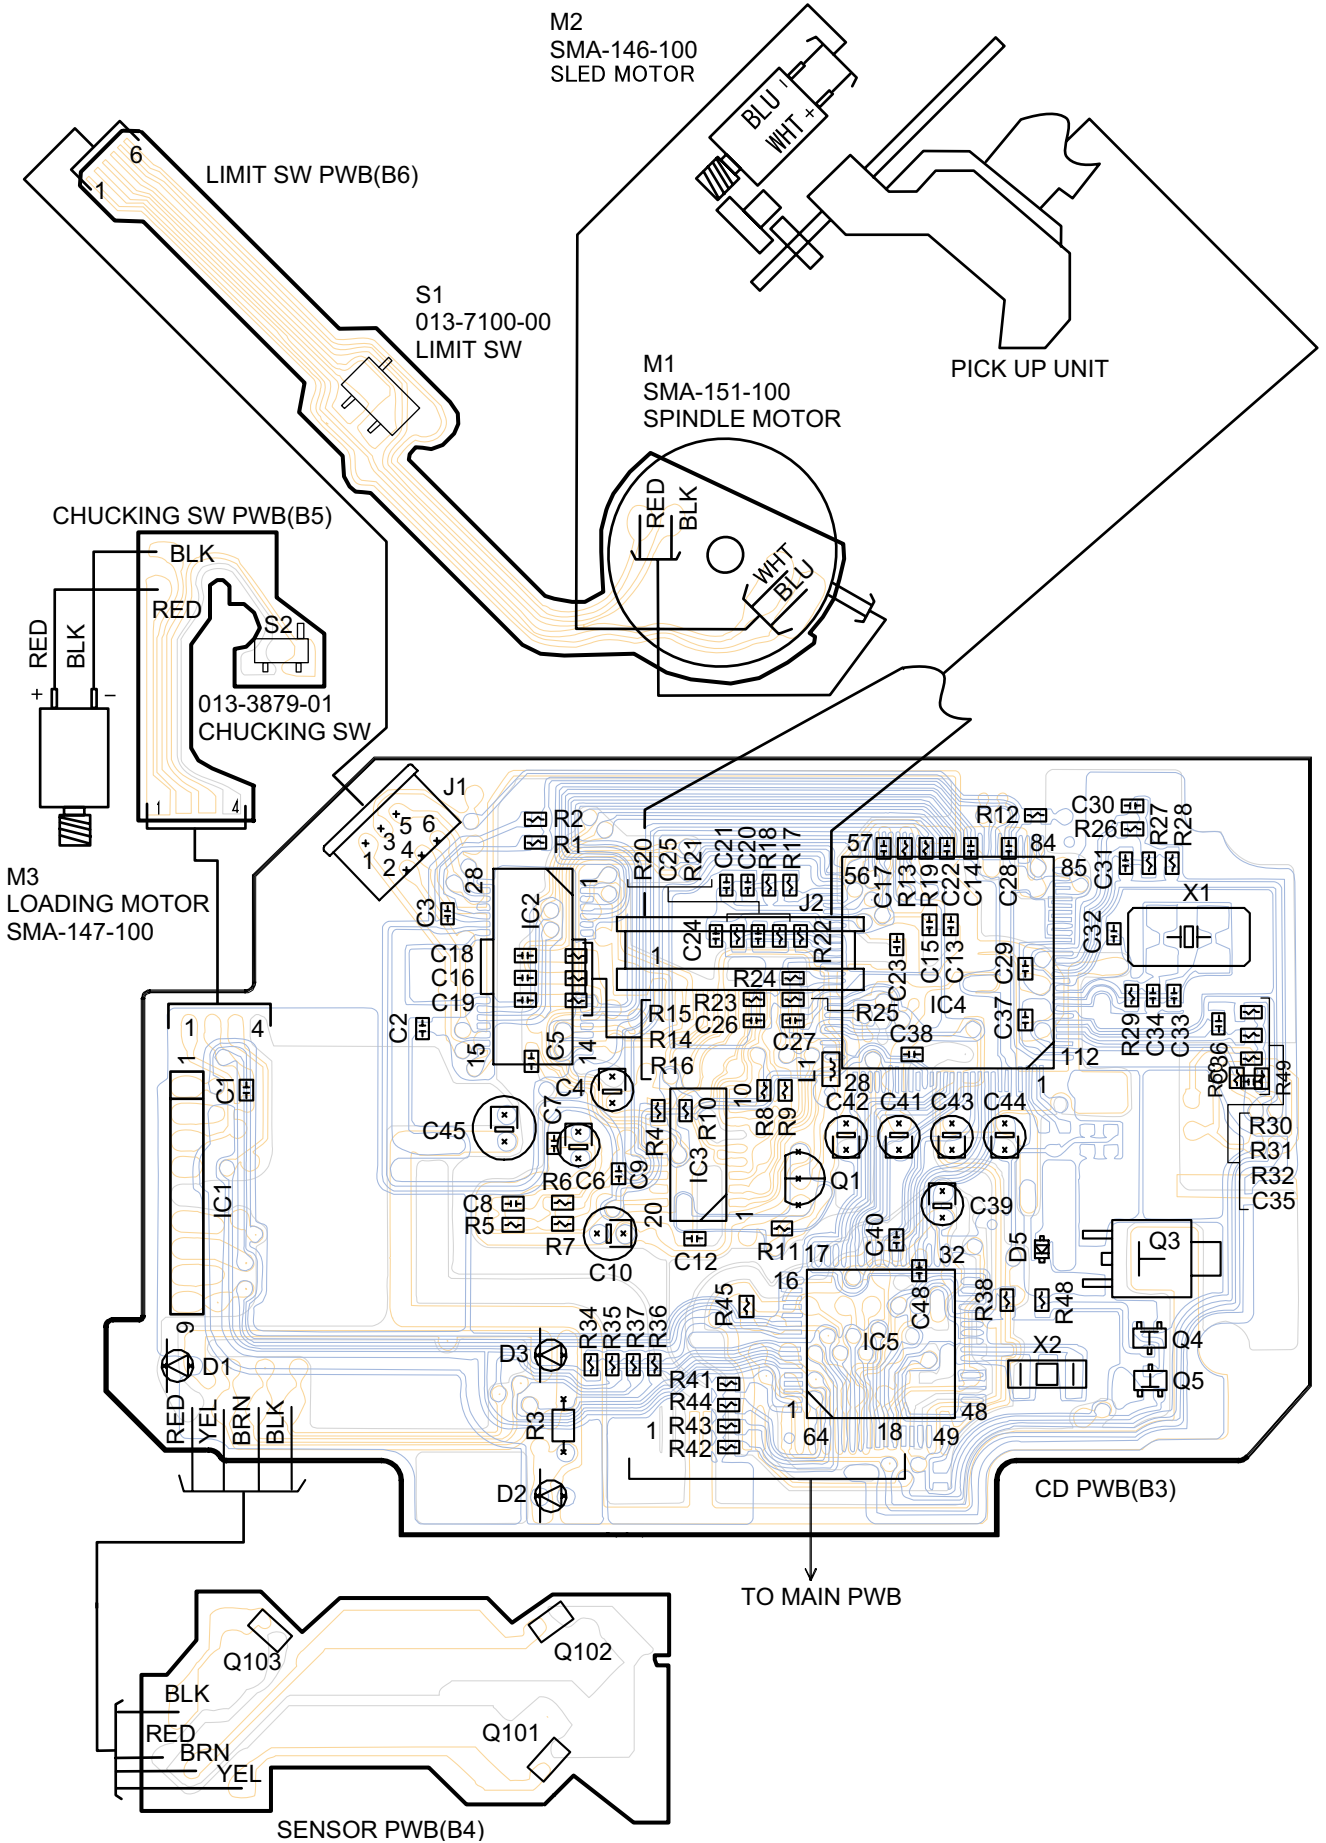 M2
SMA-146-100
SLED MOTOR
BLU -
WHT +
6
1
LIMIT SW PWB(B6)
S1
013-7100-00
LIMIT SW
M1
SMA-151-100
SPINDLE MOTOR
PICK UP UNIT
RED
BLK
WHT
BLU
CHUCKING SW PWB(B5)
BLK
RED
S2
RED
BLK
+
–
013-3879-01
CHUCKING SW
1
4
M3
LOADING MOTOR
SMA-147-100
J1
1
2
3
4
5
6
R2
R1
28
1
IC2
C3
C18
C16
C19
C2
15
14
C5
R20
C25
R21
C21
C20
R18
R17
J2
C24
1
R22
R24
R23
C26
C27
R25
R15
R14
R16
L1
R12
57
84
56
85
C17
R13
R19
C22
C14
C28
C15
C13
C23
C29
IC4
C37
C38
112
28
1
C30
R26
R27
R28
C31
X1
C32
R29
C34
C33
C36
R49
R30
R31
R32
C35
1
4
1
C1
IC1
9
D1
C4
C45
C7
C6
R6
C9
C8
R5
R7
C10
R4
R10
10
IC3
20
1
C12
R8
R9
Q1
R11
C42
C41
C43
C44
C39
C40
17
32
16
C48
IC5
R45
R38
D5
R48
Q3
Q4
Q5
X2
R34
R35
R37
R36
D3
R3
D2
R41
R44
R43
R42
1
1
64
18
49
48
RED
YEL
BRN
BLK
CD PWB(B3)
TO MAIN PWB
Q103
Q102
Q101
BLK
RED
BRN
YEL
SENSOR PWB(B4)